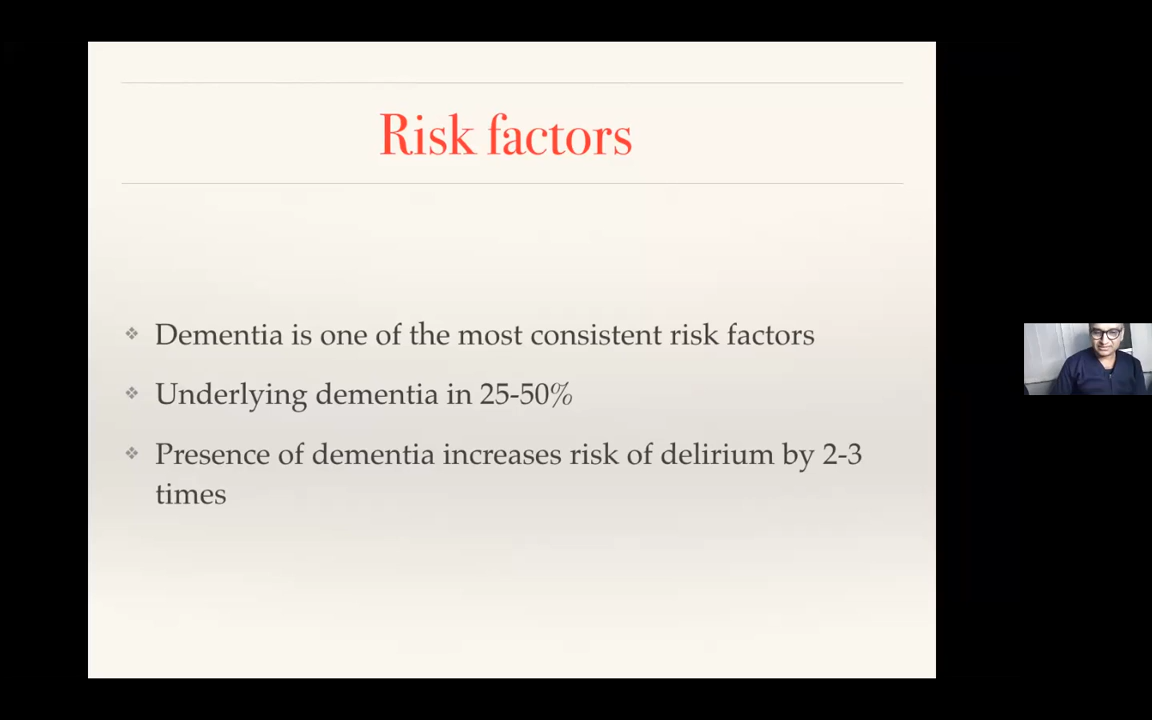 Risk factors
Dementia is one of the most consistent risk factors
Underlying dementia in 25-50%
Presence of dementia increases risk of delirium by 2-3
times